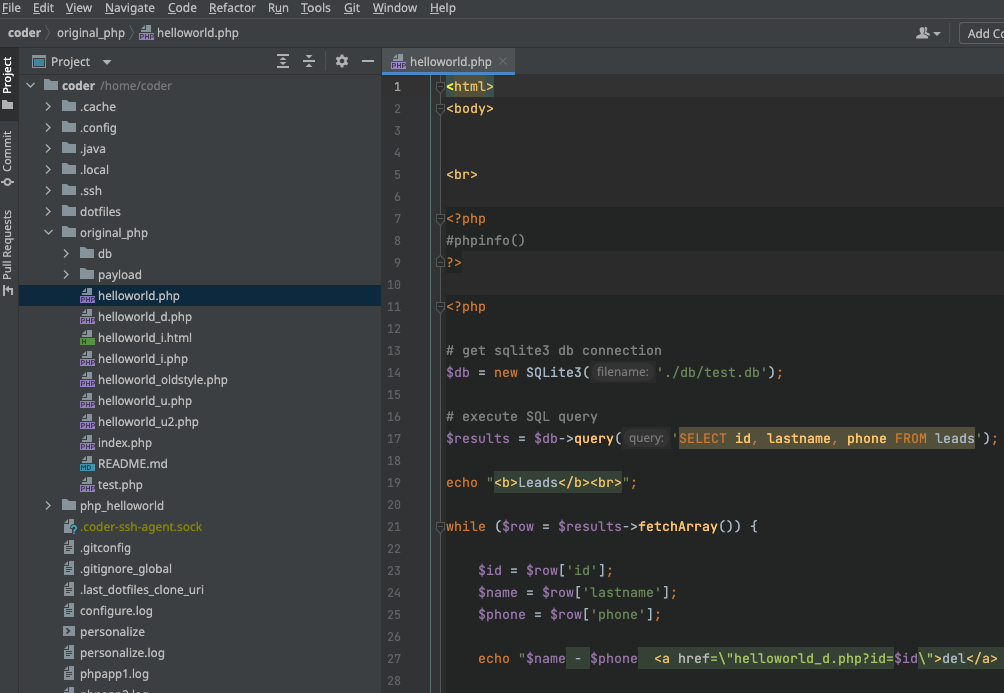 File Edit View Navigate Code Refactor Run Tools Git Window Help
coder original_php helloworld.php
Add Co
Project
Commit
Pull Requests
Project
coder /home/coder
.cache
.config
.java
.local
.ssh
dotfiles
original_php
db
payload
helloworld.php
helloworld_d.php
helloworld_i.html
helloworld_i.php
helloworld_oldstyle.php
helloworld_u.php
helloworld_u2.php
index.php
README.md
test.php
php_helloworld
.coder-ssh-agent.sock
.gitconfig
.gitignore_global
.last_dotfiles_clone_uri
configure.log
personalize
personalize.log
phpapp1.log
helloworld.php
1 <html>
2 <body>
3
4
5 <br>
6
7 <?php
8 #phpinfo()
9 ?>
10
11 <?php
12
13 # get sqlite3 db connection
14 $db = new SQLite3( filename: './db/test.db');
15
16 # execute SQL query
17 $results = $db->query( query: 'SELECT id, lastname, phone FROM leads');
18
19 echo "<b>Leads</b><br>";
20
21 while ($row = $results->fetchArray()) {
22
23 $id = $row['id'];
24 $name = $row['lastname'];
25 $phone = $row['phone'];
26
27 echo "$name - $phone <a href=\"helloworld_d.php?id=$id\">del</a>
28